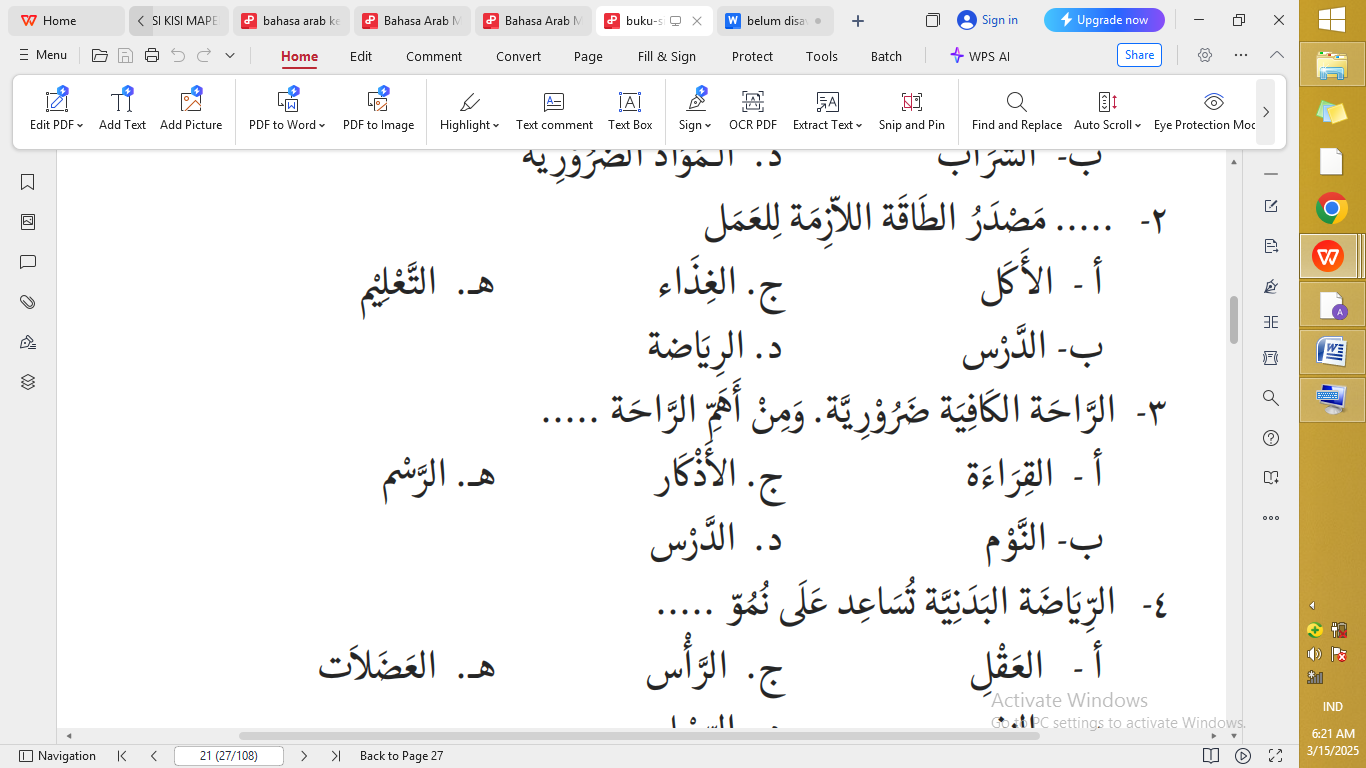 Home SI KISI MAPE bahasa arab ke Bahasa Arab M Bahasa Arab M buku-s belum disa Sign in Upgrade now
Menu Home Edit Comment Convert Page Fill & Sign Protect Tools Batch WPS AI Share
Edit PDF Add Text Add Picture PDF to Word PDF to Image Highlight Text comment Text Box Sign OCR PDF Extract Text Snip and Pin Find and Replace Auto Scroll Eye Protection Mod
ب- الشَّرَاب د. المَوَادّ الضَّرُوْرِيَّة
٢- ..... مَصْدَرُ الطَاقَة اللاَّزِمَة لِلعَمَل
أ - الأَكَل ج. الغِذَاء هـ. التَّعْلِيْم
ب- الدَّرْس د. الرِيَاضة
٣- الرَّاحَة الكَافِيَة ضَرُوْرِيَّة. وَمِنْ أَهَمِّ الرَّاحَة .....
أ - القِرَاءَة ج. الأَذْكَار هـ. الرَّسْم
ب- النَّوْم د. الدَّرْس
٤- الرِّيَاضَة البَدَنِيَّة تُسَاعِد عَلَى نُمُوّ .....
أ - العَقْلِ ج. الرَّأْس هـ. العَضَلاَت
Activate Windows
Go to PC settings to activate Windows.
Navigation 21 (27/108) Back to Page 27
IND
6:21 AM
3/15/2025